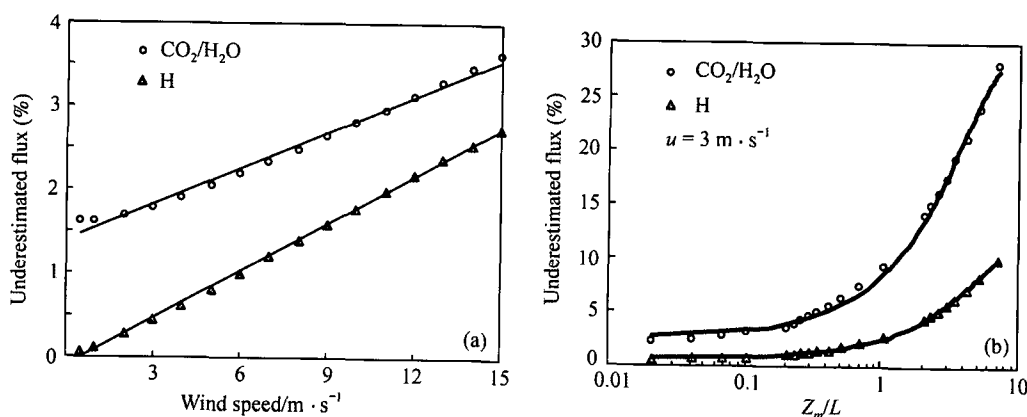 4
3
2
1
0
Underestimated flux (%)
CO₂/H₂O
H
(a)
3
6
9
12
15
Wind speed/m · s⁻¹
30
25
20
15
10
5
0
Underestimated flux (%)
CO₂/H₂O
H
u = 3 m · s⁻¹
(b)
0.01
0.1
1
10
Zₘ/L